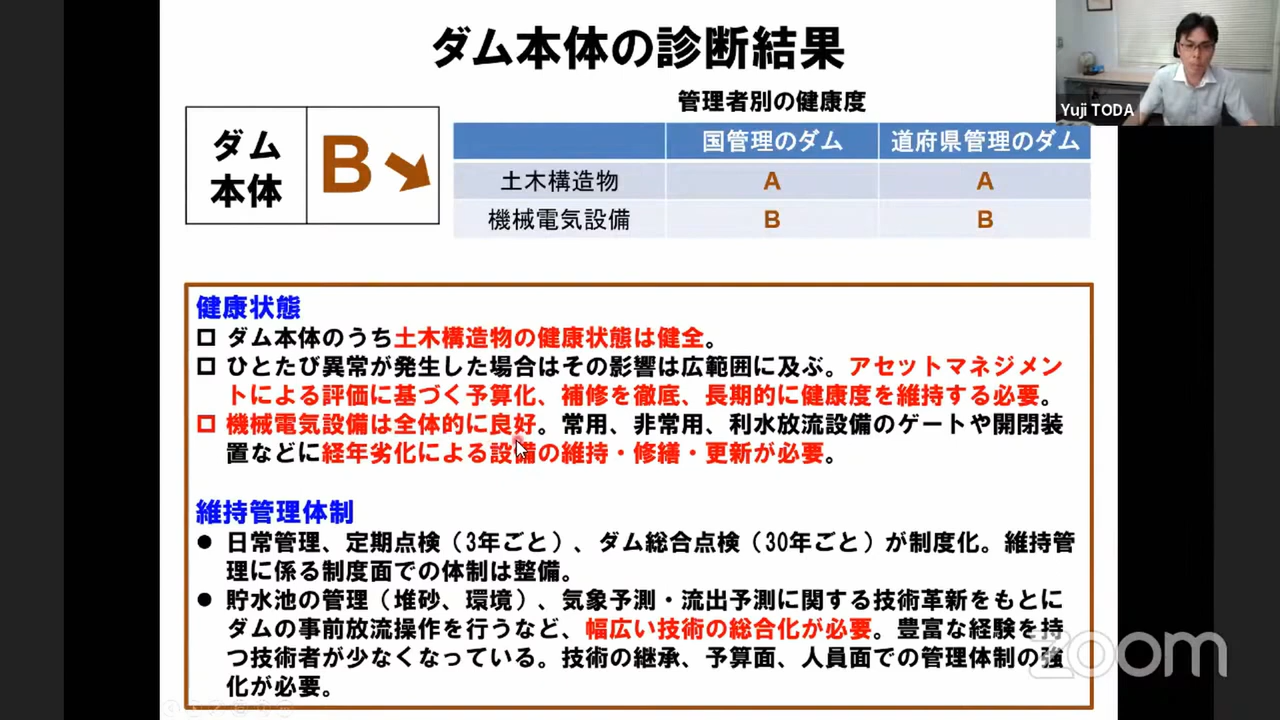 ダム本体の診断結果
Yuji TODA
ダム
本体
B
管理者別の健康度
国管理のダム 道府県管理のダム
土木構造物 A A
機械電気設備 B B
健康状態
ダム本体のうち土木構造物の健康状態は健全。
ひとたび異常が発生した場合はその影響は広範囲に及ぶ。アセットマネジメン
トによる評価に基づく予算化、補修を徹底、長期的に健康度を維持する必要。
機械電気設備は全体的に良好。常用、非常用、利水放流設備のゲートや開閉装
置などに経年劣化による設備の維持・修繕・更新が必要。
維持管理体制
● 日常管理、定期点検（3年ごと）、ダム総合点検（30年ごと）が制度化。維持管
理に係る制度面での体制は整備。
● 貯水池の管理（堆砂、環境）、気象予測・流出予測に関する技術革新をもとに
ダムの事前放流操作を行うなど、幅広い技術の総合化が必要。豊富な経験を持
つ技術者が少なくなっている。技術の継承、予算面、人員面での管理体制の強
化が必要。
zoom